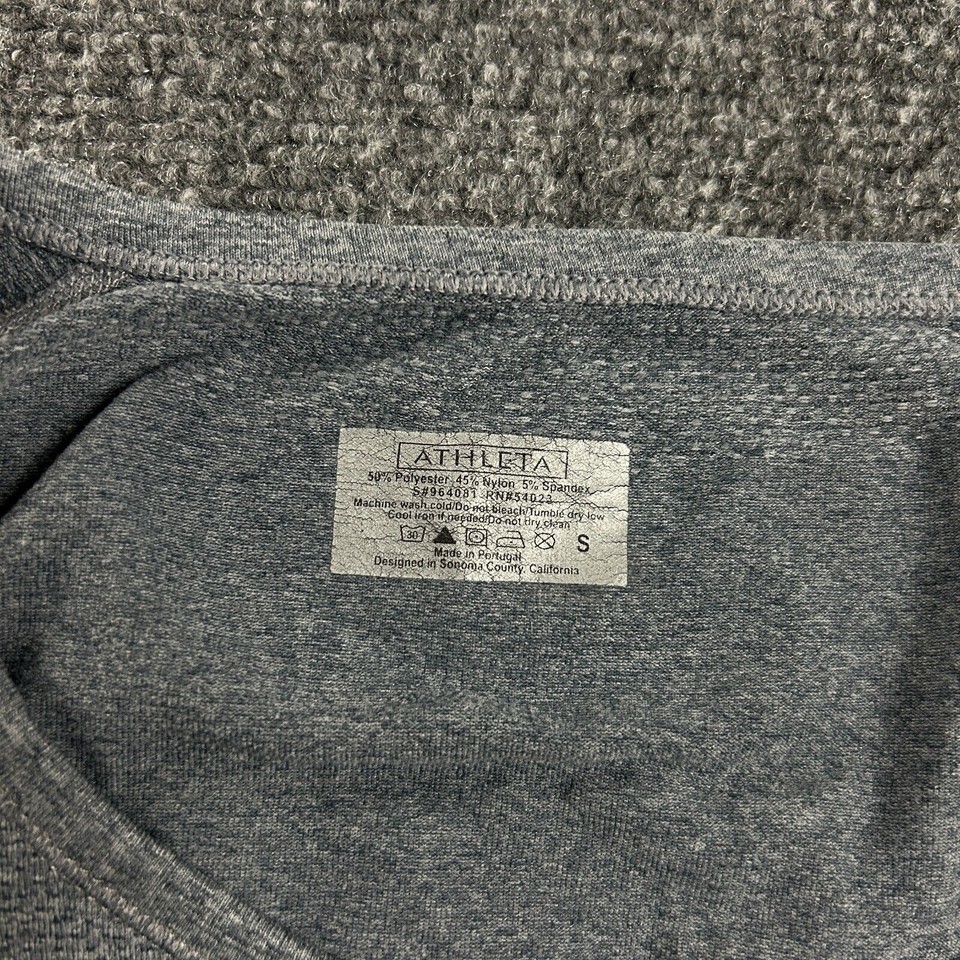 ATHLETA
50% Polyester 45% Nylon 5% Spandex
S#964081 RN#54023
Machine wash cold/Do not bleach/Tumble dry low
Cool iron if needed/Do not dry clean
30 S
Made in Portugal
Designed in Sonoma County, California